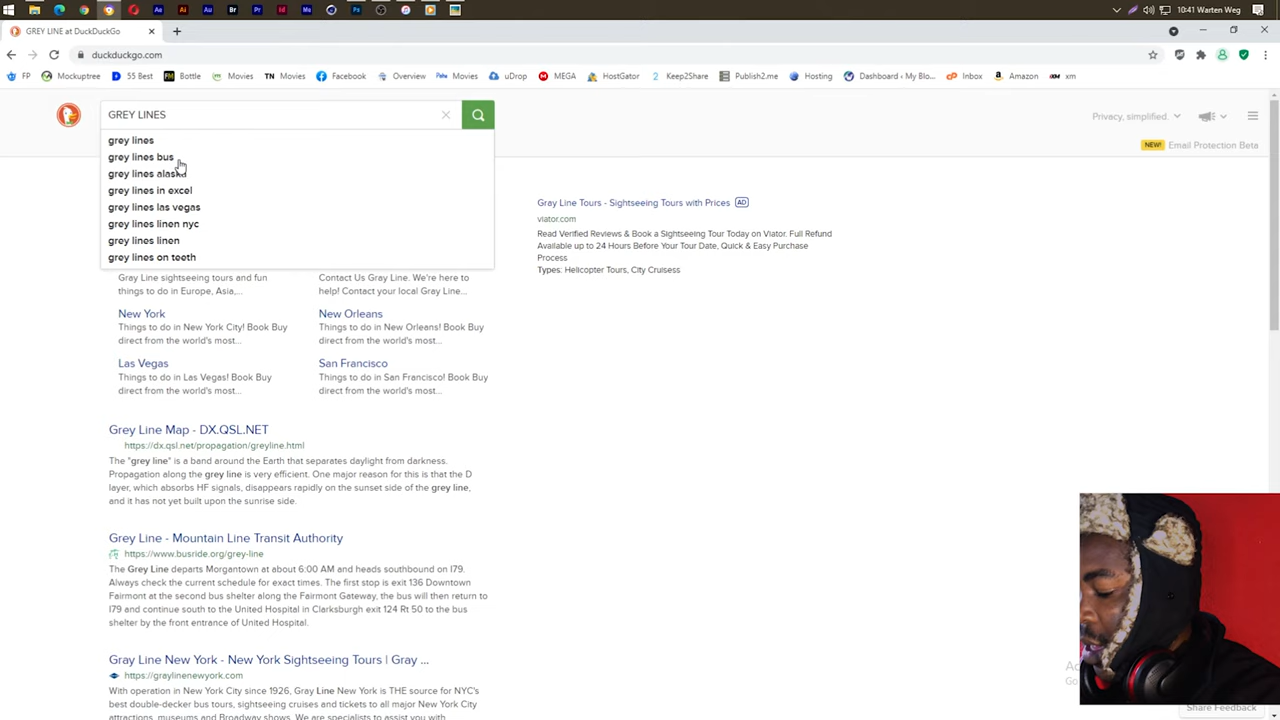 10:41 Warten Weg
GREY LINE at DuckDuckGo
duckduckgo.com
FP Mockuptree 55 Best Bottle Movies TN Movies Facebook Overview Movies uDrop MEGA HostGator Keep2Share Publish2.me Hosting Dashboard ‹ My Blo... Inbox Amazon xm
GREY LINES
Privacy, simplified.
NEW! Email Protection Beta
grey lines
grey lines bus
grey lines alaska
grey lines in excel
grey lines las vegas
grey lines linen nyc
grey lines linen
grey lines on teeth
Gray Line Tours - Sightseeing Tours with Prices AD
viator.com
Read Verified Reviews & Book a Sightseeing Tour Today on Viator. Full Refund
Available up to 24 Hours Before Your Tour Date, Quick & Easy Purchase
Process
Types: Helicopter Tours, City Cruisess
Gray Line sightseeing tours and fun
things to do in Europe, Asia,...
Contact Us Gray Line. We're here to
help! Contact your local Gray Line...
New York
Things to do in New York City! Book Buy
direct from the world's most...
New Orleans
Things to do in New Orleans! Book Buy
direct from the world's most...
Las Vegas
Things to do in Las Vegas! Book Buy
direct from the world's most...
San Francisco
Things to do in San Francisco! Book Buy
direct from the world's most...
Grey Line Map - DX.QSL.NET
https://dx.qsl.net/propagation/greyline.html
The "grey line" is a band around the Earth that separates daylight from darkness.
Propagation along the grey line is very efficient. One major reason for this is that the D
layer, which absorbs HF signals, disappears rapidly on the sunset side of the grey line,
and it has not yet built upon the sunrise side.
Grey Line - Mountain Line Transit Authority
https://www.busride.org/grey-line
The Grey Line departs Morgantown at about 6:00 AM and heads southbound on I79.
Always check the current schedule for exact times. The first stop is exit 136 Downtown
Fairmont at the second bus shelter along the Fairmont Gateway, the bus will then return to
I79 and continue south to the United Hospital in Clarksburgh exit 124 Rt 50 to the bus
shelter by the front entrance of United Hospital.
Gray Line New York - New York Sightseeing Tours | Gray ...
https://graylinenewyork.com
With operation in New York City since 1926, Gray Line New York is THE source for NYC's
best double-decker bus tours, sightseeing cruises and tickets to all major New York City
attractions, museums and Broadway shows. We are specialists to assist you with
Share Feedback